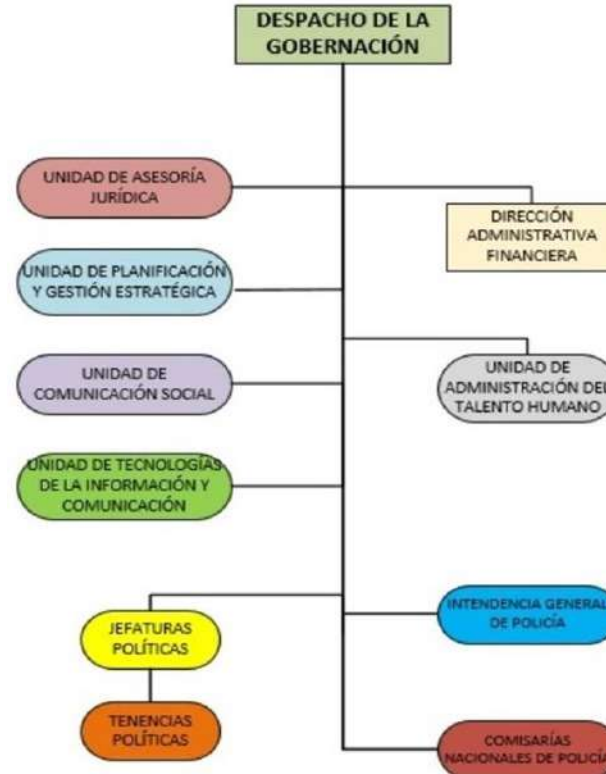 DESPACHO DE LA
GOBERNACIÓN
UNIDAD DE ASESORÍA
JURÍDICA
DIRECCIÓN
ADMINISTRATIVA
FINANCIERA
UNIDAD DE PLANIFICACIÓN
Y GESTIÓN ESTRATÉGICA
UNIDAD DE
COMUNICACIÓN SOCIAL
UNIDAD DE
ADMINISTRACIÓN DEL
TALENTO HUMANO
UNIDAD DE TECNOLOGÍAS
DE LA INFORMACIÓN Y
COMUNICACIÓN
JEFATURAS
POLÍTICAS
INTENDENCIA GENERAL
DE POLICÍA
TENENCIAS
POLÍTICAS
COMISARÍAS
NACIONALES DE POLICÍA